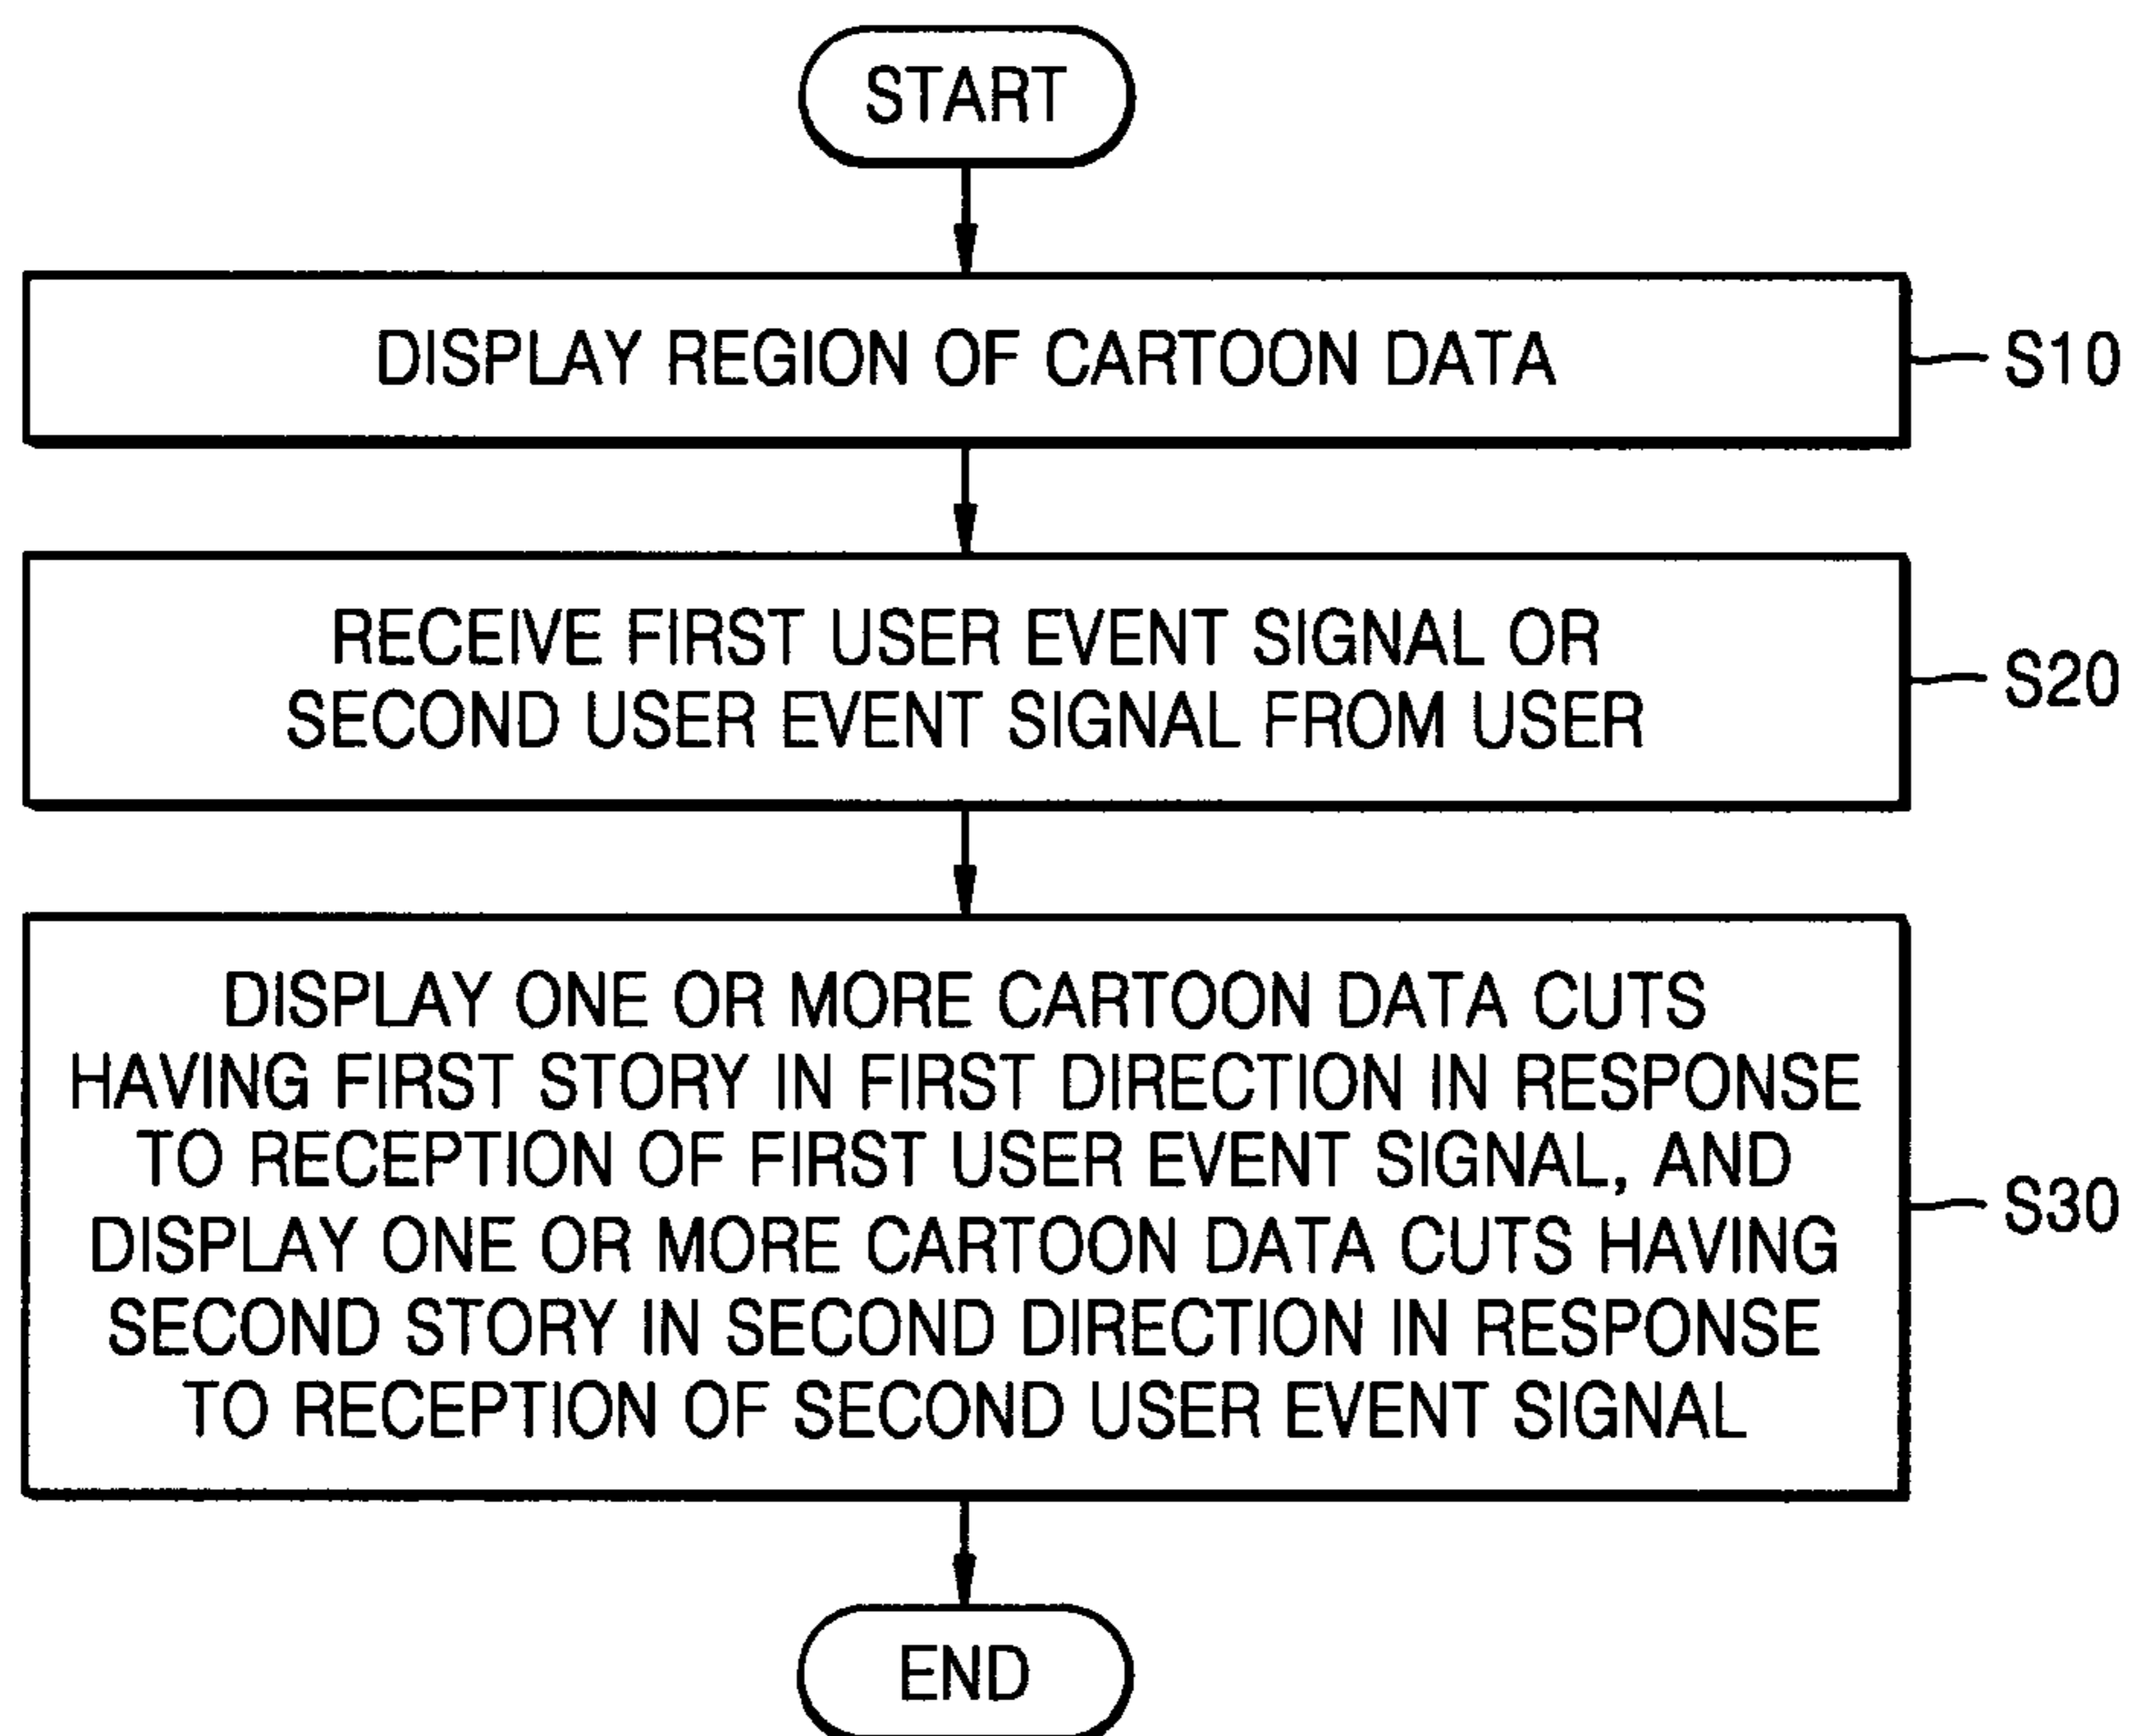 START
DISPLAY REGION OF CARTOON DATA
S10
RECEIVE FIRST USER EVENT SIGNAL OR
SECOND USER EVENT SIGNAL FROM USER
S20
DISPLAY ONE OR MORE CARTOON DATA CUTS
HAVING FIRST STORY IN FIRST DIRECTION IN RESPONSE
TO RECEPTION OF FIRST USER EVENT SIGNAL, AND
DISPLAY ONE OR MORE CARTOON DATA CUTS HAVING
SECOND STORY IN SECOND DIRECTION IN RESPONSE
TO RECEPTION OF SECOND USER EVENT SIGNAL
S30
END